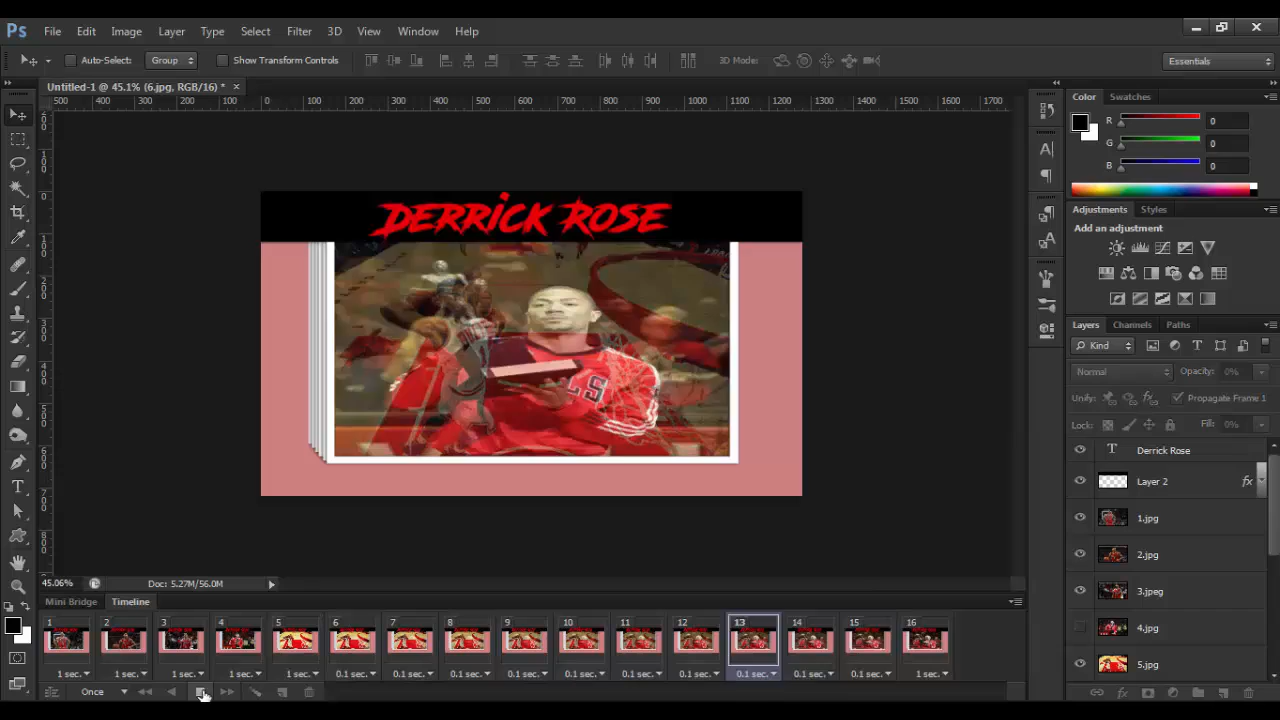 Ps File Edit Image Layer Type Select Filter 3D View Window Help
Auto-Select: Group Show Transform Controls 3D Mode: Essentials
Untitled-1 @ 45.1% (6.jpg, RGB/16) * ×
500 400 300 200 100 0 100 200 300 400 500 600 700 800 900 1000 1100 1200 1300 1400 1500 1600 1700
Color Swatches
R 0
G 0
B 0
Adjustments Styles
Add an adjustment
DERRICK ROSE
BULLS
Layers Channels Paths
Kind
Normal Opacity: 0%
Unify: Propagate Frame 1
Lock: Fill: 0%
T Derrick Rose
Layer 2 fx
1.jpg
2.jpg
3.jpeg
4.jpg
5.jpg
45.06% Doc: 5.27M/56.0M
Mini Bridge Timeline
1 2 3 4 5 6 7 8 9 10 11 12 13 14 15 16
1 sec. 1 sec. 1 sec. 1 sec. 1 sec. 0.1 sec. 0.1 sec. 0.1 sec. 0.1 sec. 0.1 sec. 0.1 sec. 0.1 sec. 0.1 sec. 0.1 sec. 0.1 sec. 1 sec.
Once